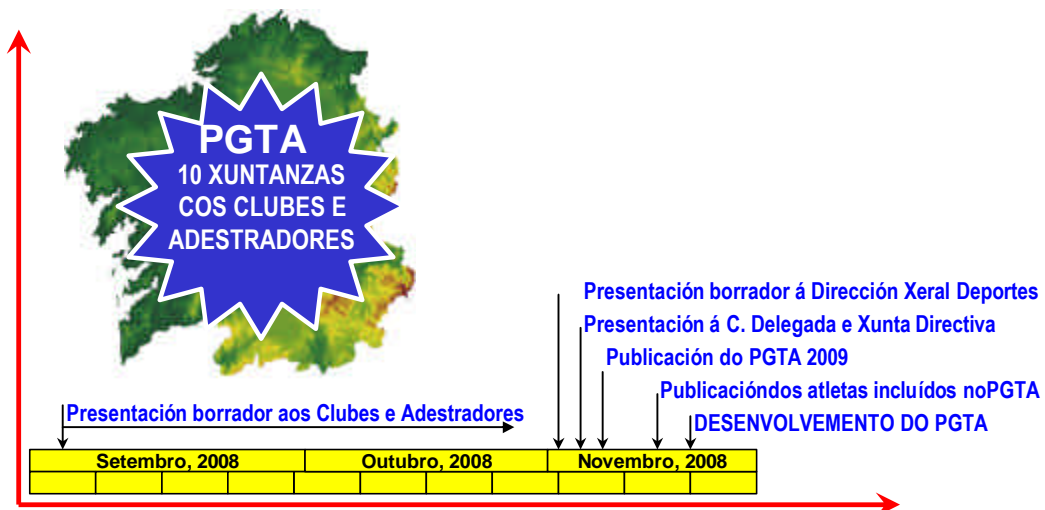 PGTA
10 XUNTANZAS
COS CLUBES E
ADESTRADORES
Presentación borrador á Dirección Xeral Deportes
Presentación á C. Delegada e Xunta Directiva
Publicación do PGTA 2009
Publicacióndos atletas incluídos noPGTA
Presentación borrador aos Clubes e Adestradores
DESENVOLVEMENTO DO PGTA
Setembro, 2008
Outubro, 2008
Novembro, 2008